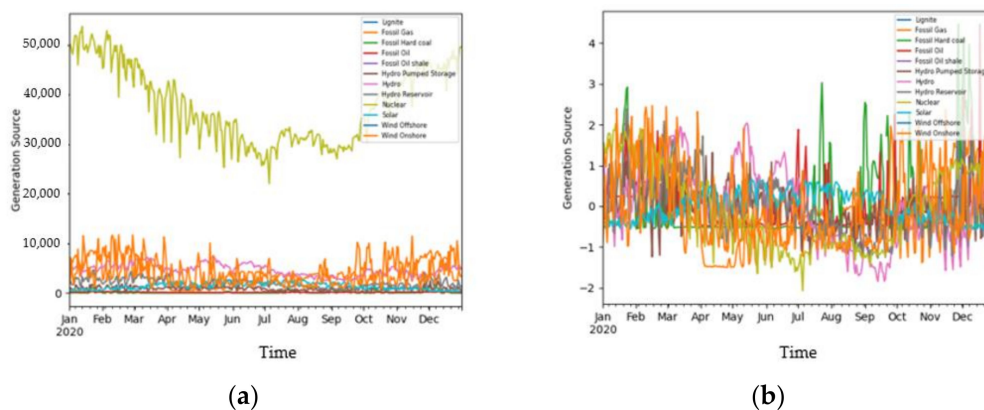 50,000
40,000
30,000
20,000
10,000
0
Generation Source
Lignite
Fossil Gas
Fossil Hard coal
Fossil Oil
Fossil Oil shale
Hydro Pumped Storage
Hydro
Hydro Reservoir
Nuclear
Solar
Wind Offshore
Wind Onshore
Jan Feb Mar Apr May Jun Jul Aug Sep Oct Nov Dec
2020
Time
(a)
4
3
2
1
0
−1
−2
Generation Source
Lignite
Fossil Gas
Fossil Hard coal
Fossil Oil
Fossil Oil shale
Hydro Pumped Storag
Hydro
Hydro Reservoir
Nuclear
Solar
Wind Offshore
Wind Onshore
Jan Feb Mar Apr May Jun Jul Aug Sep Oct Nov Dec
2020
Time
(b)